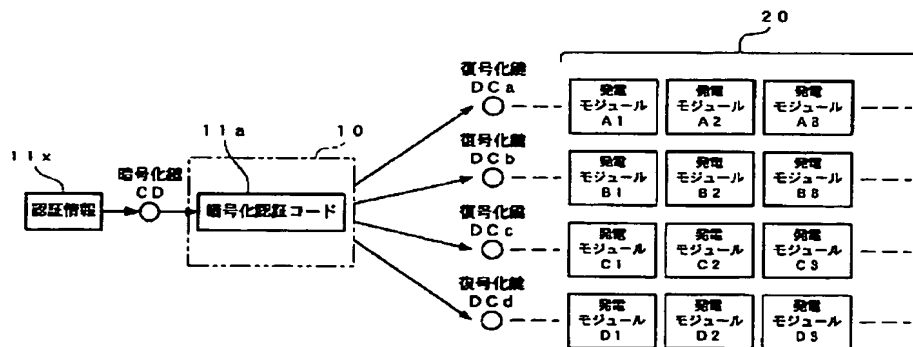 20
復号化鍵
DCa
発電
モジュール
A1
発電
モジュール
A2
発電
モジュール
A3
11x
認証情報
暗号化鍵
CD
11a
10
暗号化認証コード
復号化鍵
DCb
発電
モジュール
B1
発電
モジュール
B2
発電
モジュール
B3
復号化鍵
DCc
発電
モジュール
C1
発電
モジュール
C2
発電
モジュール
C3
復号化鍵
DCd
発電
モジュール
D1
発電
モジュール
D2
発電
モジュール
D3